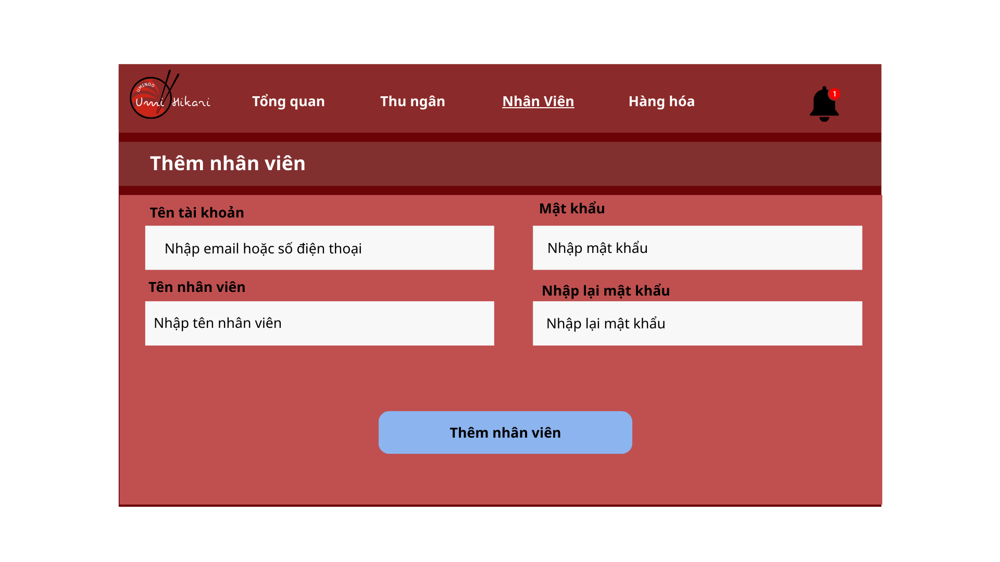 UMINOO
Umi Hikari
Tổng quan
Thu ngân
Nhân Viên
Hàng hóa
1
Thêm nhân viên
Tên tài khoản
Mật khẩu
Nhập email hoặc số điện thoại
Nhập mật khẩu
Tên nhân viên
Nhập lại mật khẩu
Nhập tên nhân viên
Nhập lại mật khẩu
Thêm nhân viên